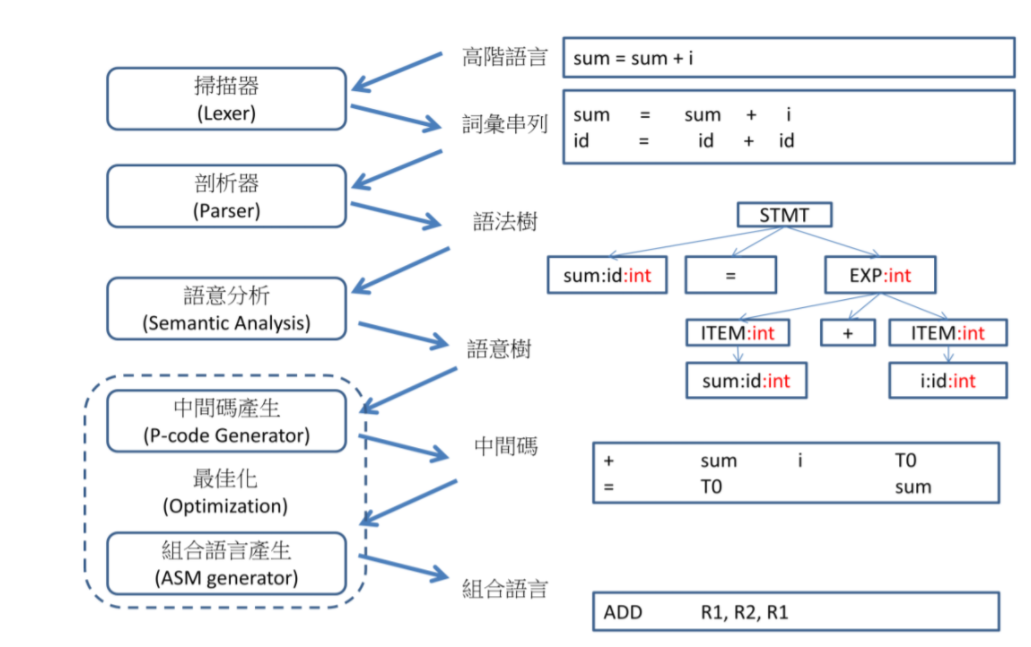 高階語言
sum = sum + i
掃描器
(Lexer)
詞彙串列
sum = sum + i
id = id + id
剖析器
(Parser)
語法樹
STMT
sum:id:int
=
EXP:int
語意分析
(Semantic Analysis)
語意樹
ITEM:int
+
ITEM:int
sum:id:int
i:id:int
中間碼產生
(P-code Generator)
中間碼
+ sum i T0
= T0 sum
最佳化
(Optimization)
組合語言產生
(ASM generator)
組合語言
ADD R1, R2, R1